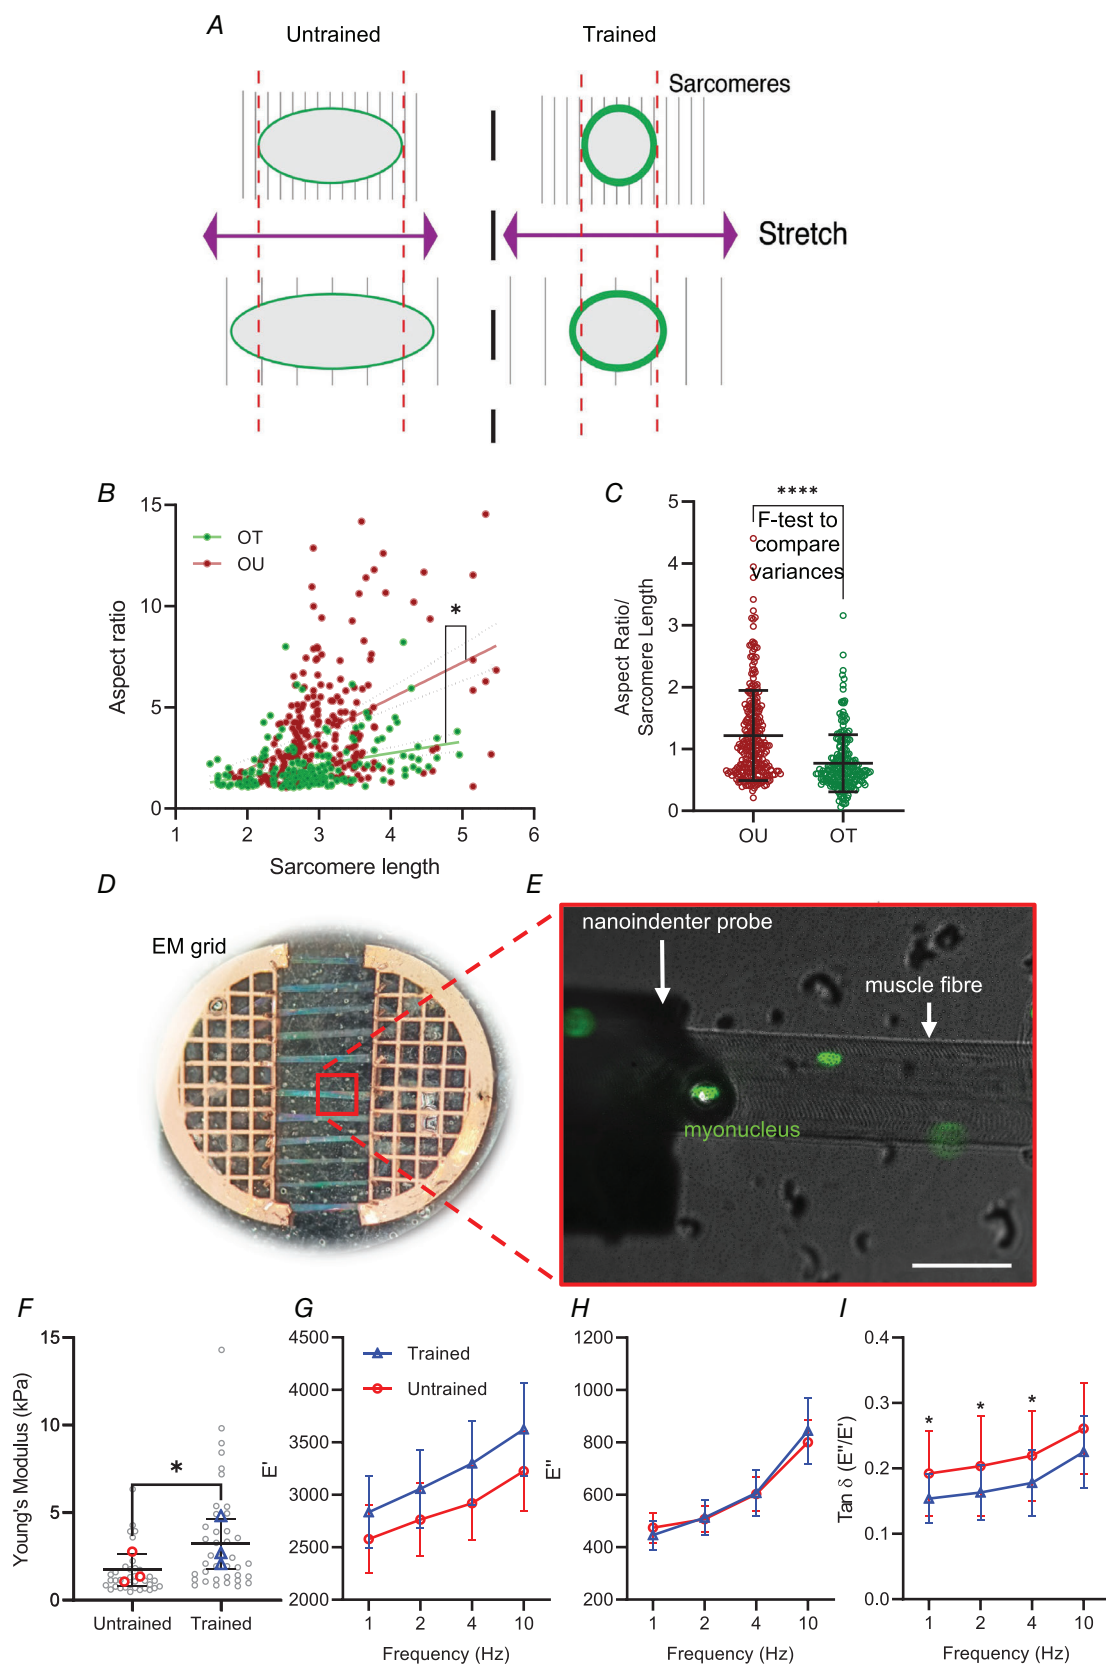 A
Untrained
Trained
Sarcomeres
Stretch
B
15
10
5
0
OT
OU
*
Aspect ratio
1 2 3 4 5 6
Sarcomere length
C
****
F-test to
compare
variances
5
4
3
2
1
0
Aspect Ratio/
Sarcomere Length
OU OT
D
EM grid
E
nanoindenter probe
muscle fibre
myonucleus
F
15
10
5
0
Young's Modulus (kPa)
*
Untrained Trained
G
4500
4000
3500
3000
2500
2000
E'
Trained
Untrained
1 2 4 10
Frequency (Hz)
H
1200
1000
800
600
400
200
E''
1 2 4 10
Frequency (Hz)
I
0.4
0.3
0.2
0.1
0.0
Tan δ (E''/E')
* * *
1 2 4 10
Frequency (Hz)